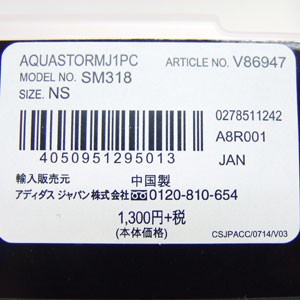 AQUASTORMJ1PC ARTICLE NO. V86947
MODEL NO. SM318
SIZE. NS
0278511242
A8R001
4050951295013 JAN
輸入販売元 中国製
アディダス ジャパン株式会社 0120-810-654
1,300円+税
(本体価格)
CSJPACC/0714/V03